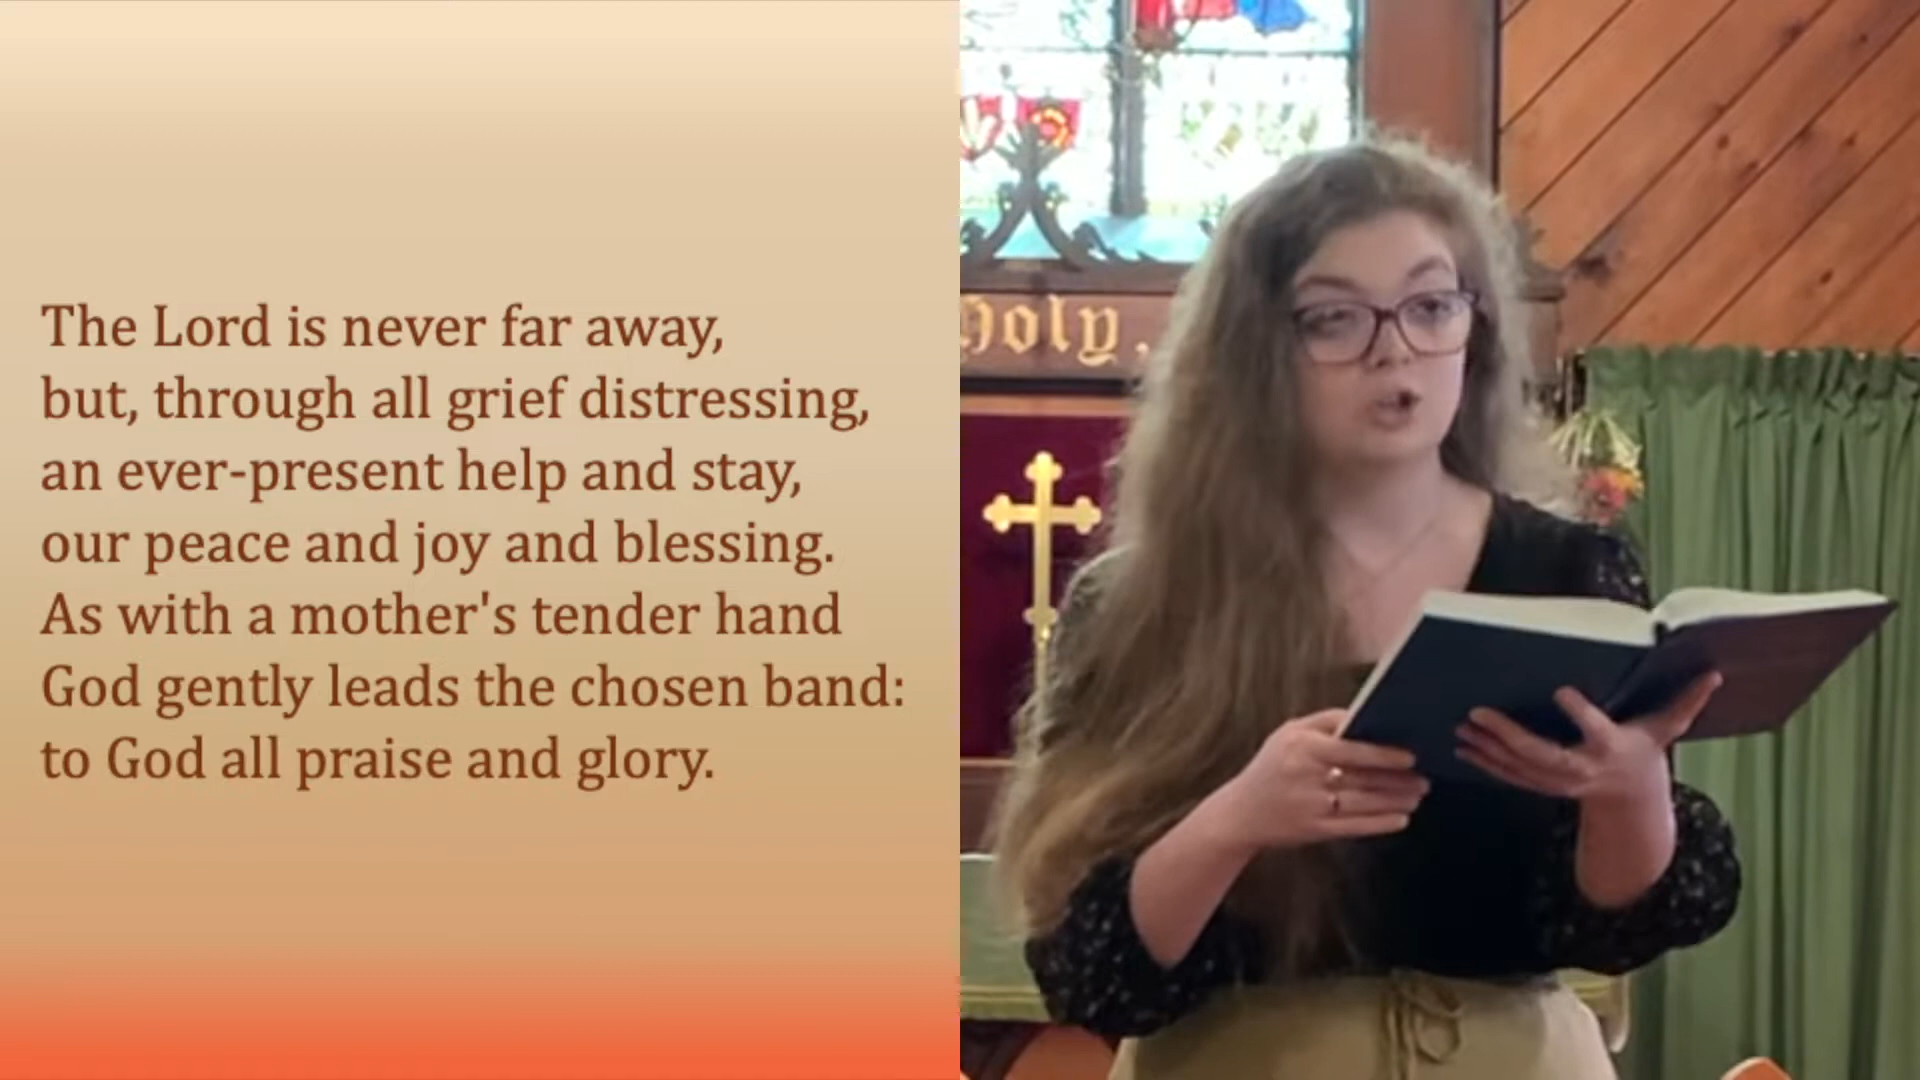 The Lord is never far away,
but, through all grief distressing,
an ever-present help and stay,
our peace and joy and blessing.
As with a mother's tender hand
God gently leads the chosen band:
to God all praise and glory.
Holy,